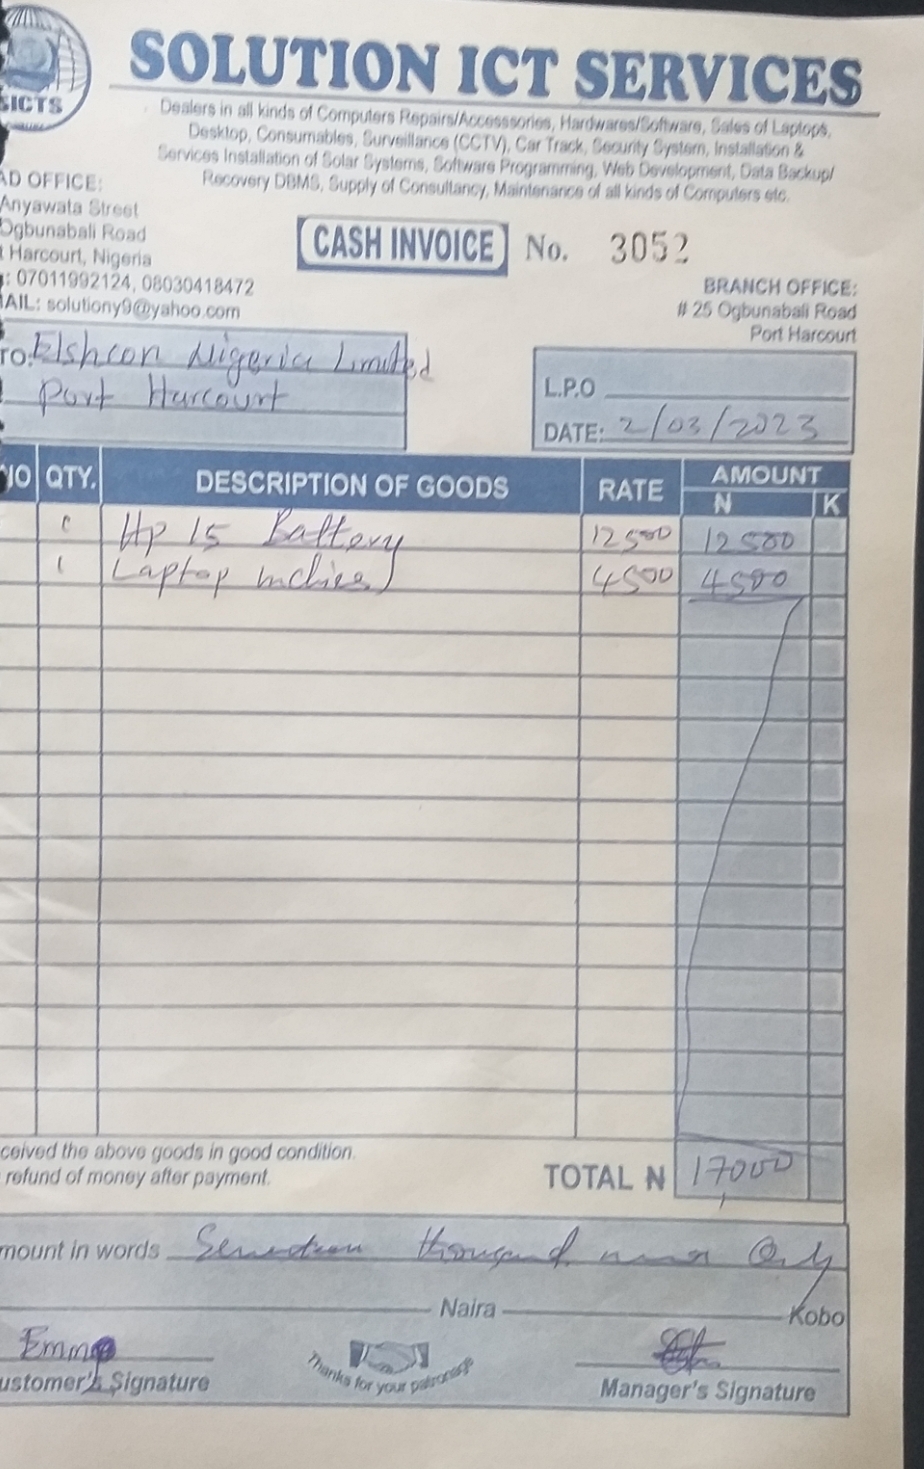 SICTS
SOLUTION ICT SERVICES
Dealers in all kinds of Computers Repairs/Accesssories, Hardwares/Software, Sales of Laptops,
Desktop, Consumables, Surveillance (CCTV), Car Track, Security System, Installation &
Services Installation of Solar Systems, Software Programming, Web Development, Data Backup/
Recovery DBMS, Supply of Consultancy, Maintenance of all kinds of Computers etc.
AD OFFICE:
Anyawata Street
Ogbunabali Road
t Harcourt, Nigeria
: 07011992124, 08030418472
AIL: solutiony9@yahoo.com
CASH INVOICE No. 3052
BRANCH OFFICE:
# 25 Ogbunabali Road
Port Harcourt
TO: Elshcon Nigeria Limited
Port Harcourt
L.P.O
DATE: 2/03/2023
NO QTY. DESCRIPTION OF GOODS RATE AMOUNT
N K
Hp 15 Battery 12500 12500
1 Laptop 4500 4500
ceived the above goods in good condition.
refund of money after payment.
TOTAL N 17000
mount in words Seventeen thousand naira Only
Naira Kobo
Emma
ustomer's Signature
Thanks for your patronage
Manager's Signature